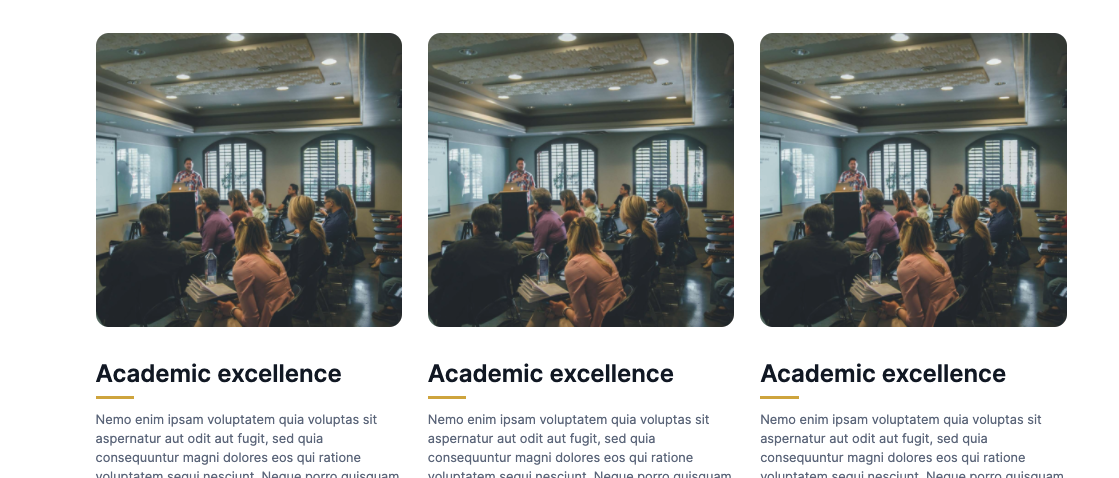 Academic excellence
Nemo enim ipsam voluptatem quia voluptas sit
aspernatur aut odit aut fugit, sed quia
consequuntur magni dolores eos qui ratione
voluptatem sequi nesciunt. Neque porro quisquam
Academic excellence
Nemo enim ipsam voluptatem quia voluptas sit
aspernatur aut odit aut fugit, sed quia
consequuntur magni dolores eos qui ratione
voluptatem sequi nesciunt. Neque porro quisquam
Academic excellence
Nemo enim ipsam voluptatem quia voluptas sit
aspernatur aut odit aut fugit, sed quia
consequuntur magni dolores eos qui ratione
voluptatem sequi nesciunt. Neque porro quisquam